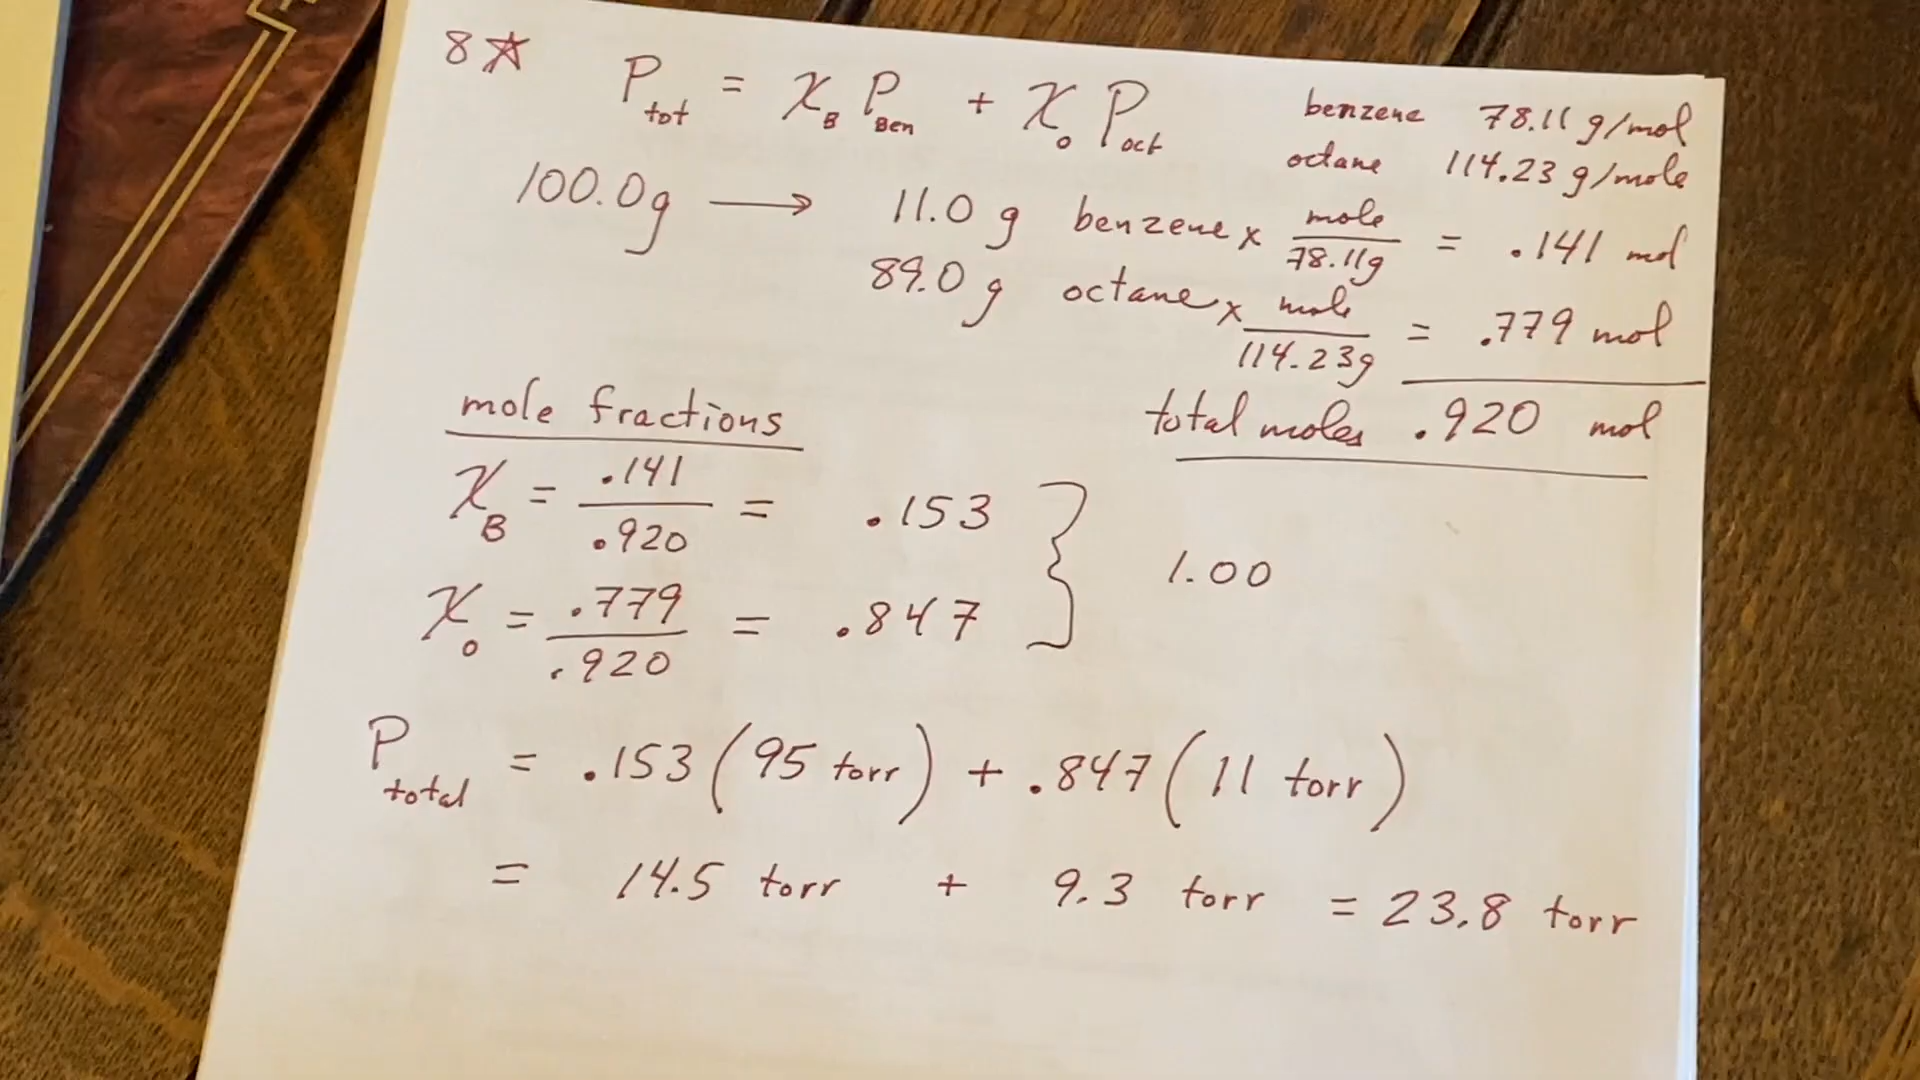 8☆ P_tot = X_B P_Ben + X_o P_oct
benzene 78.11 g/mol
octane 114.23 g/mole
100.0g → 11.0 g benzene x mole/78.11g = .141 mol
89.0 g octane x mole/114.23g = .779 mol
total moles .920 mol
mole fractions
X_B = .141/.920 = .153
X_o = .779/.920 = .847
} 1.00
P_total = .153 (95 torr) + .847 (11 torr)
= 14.5 torr + 9.3 torr = 23.8 torr